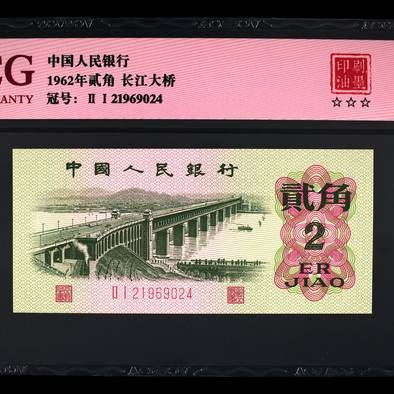 CG
RANTY
中国人民银行
1962年贰角 长江大桥
冠号: II I 21969024
印刷
油墨
☆☆☆
中國人民銀行
貳角
2
ER
JIAO
II I 21969024